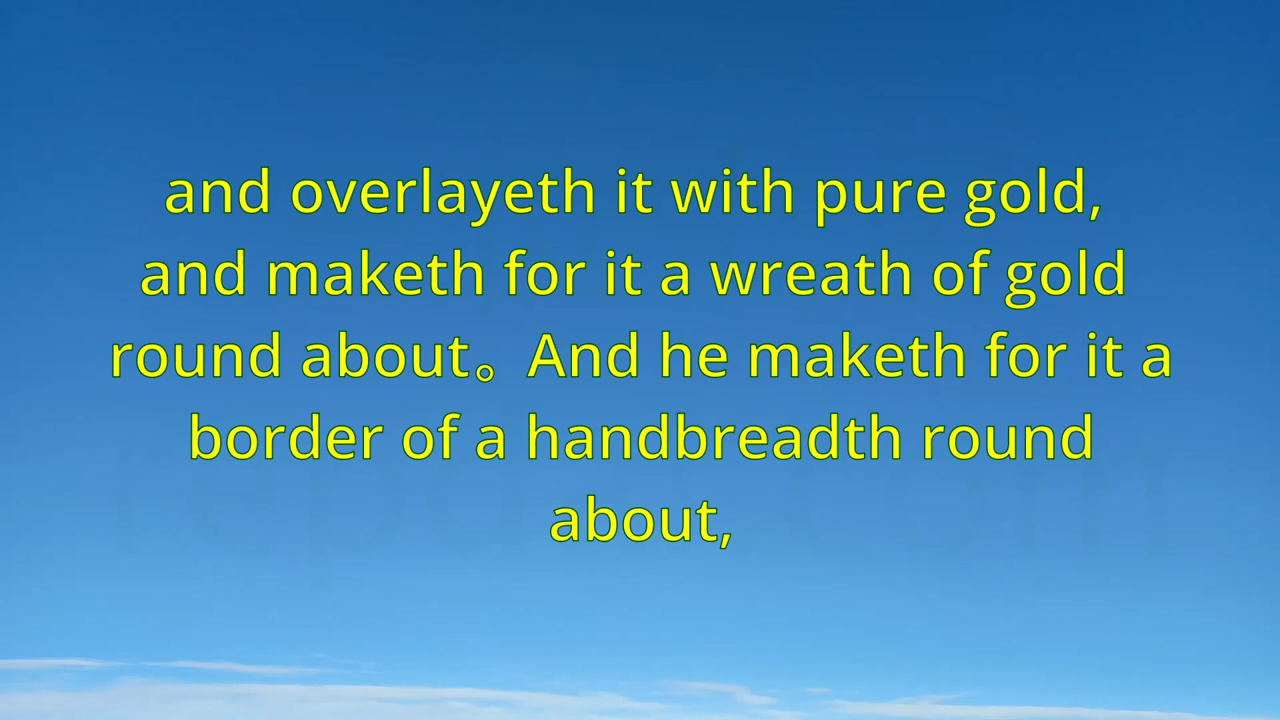 and overlayeth it with pure gold,
and maketh for it a wreath of gold
round about。And he maketh for it a
border of a handbreadth round
about,